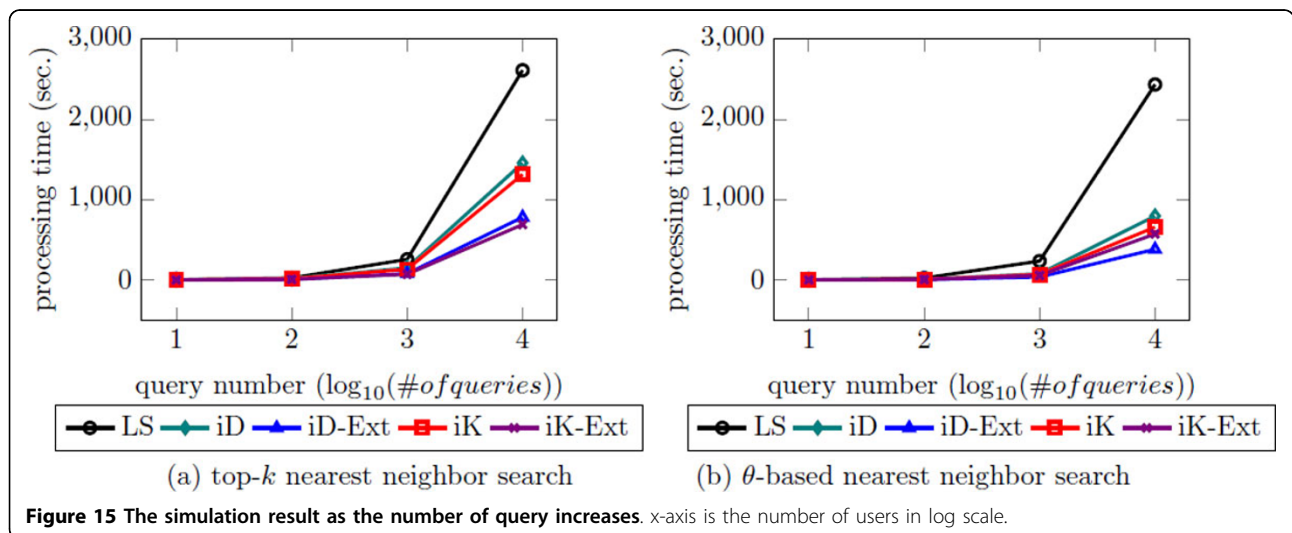 3,000
2,000
1,000
0
processing time (sec.)
1 2 3 4
query number (log10(#ofqueries))
LS iD iD-Ext iK iK-Ext
(a) top-k nearest neighbor search
3,000
2,000
1,000
0
processing time (sec.)
1 2 3 4
query number (log10(#ofqueries))
LS iD iD-Ext iK iK-Ext
(b) θ-based nearest neighbor search
Figure 15 The simulation result as the number of query increases. x-axis is the number of users in log scale.